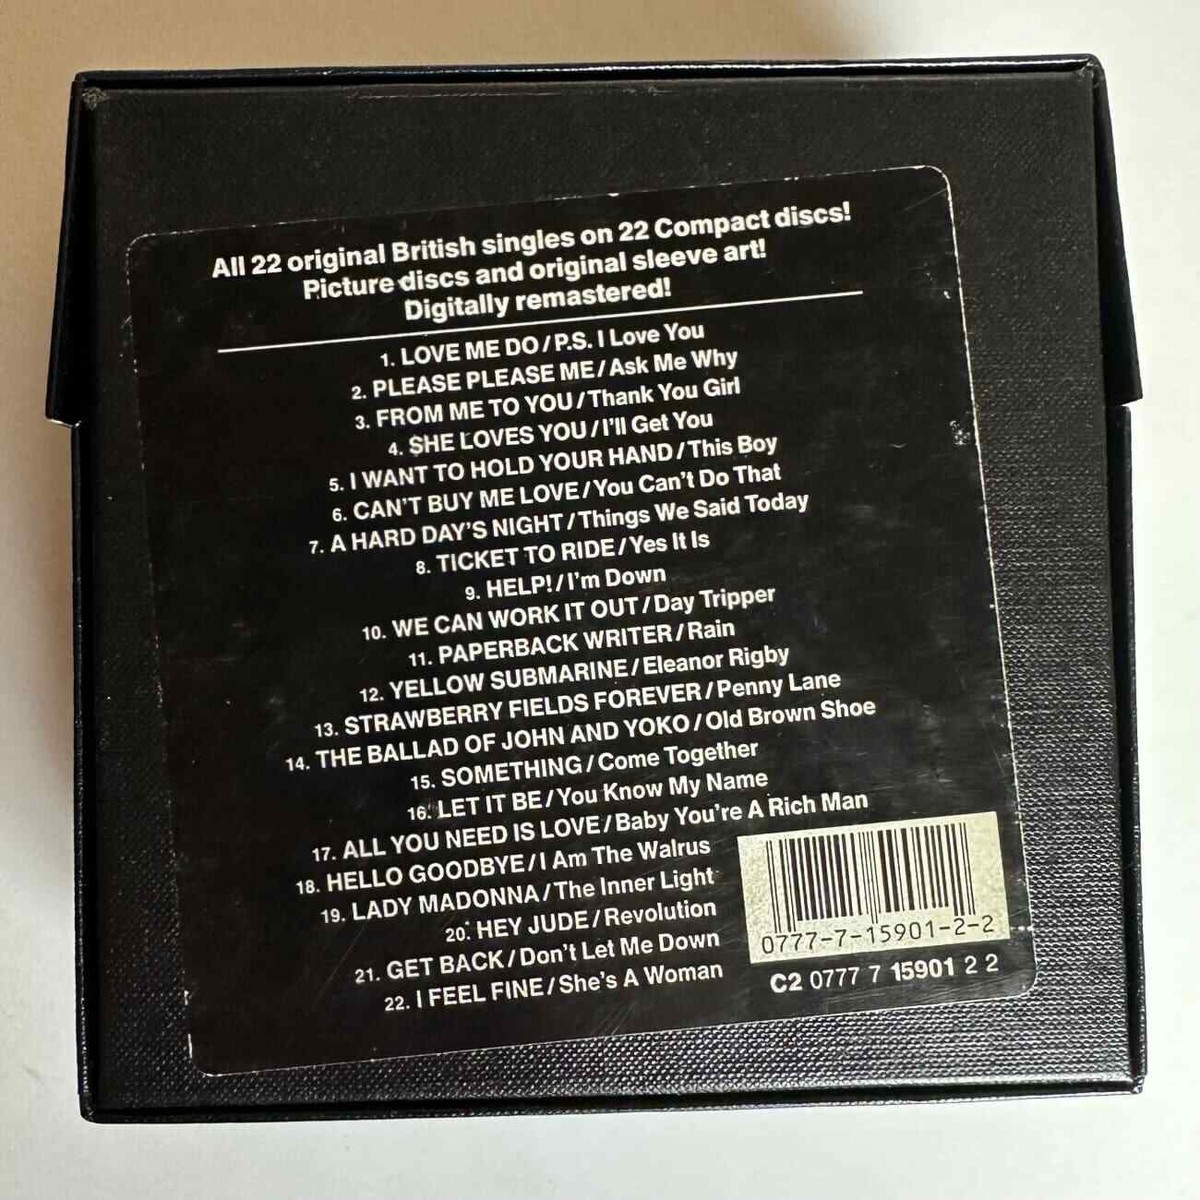 All 22 original British singles on 22 Compact discs!
Picture discs and original sleeve art!
Digitally remastered!
1. LOVE ME DO/P.S. I Love You
2. PLEASE PLEASE ME/Ask Me Why
3. FROM ME TO YOU/Thank You Girl
4. SHE LOVES YOU/I'll Get You
5. I WANT TO HOLD YOUR HAND/This Boy
6. CAN'T BUY ME LOVE/You Can't Do That
7. A HARD DAY'S NIGHT/Things We Said Today
8. TICKET TO RIDE/Yes It Is
9. HELP!/I'm Down
10. WE CAN WORK IT OUT/Day Tripper
11. PAPERBACK WRITER/Rain
12. YELLOW SUBMARINE/Eleanor Rigby
13. STRAWBERRY FIELDS FOREVER/Penny Lane
14. THE BALLAD OF JOHN AND YOKO/Old Brown Shoe
15. SOMETHING/Come Together
16. LET IT BE/You Know My Name
17. ALL YOU NEED IS LOVE/Baby You're A Rich Man
18. HELLO GOODBYE/I Am The Walrus
19. LADY MADONNA/The Inner Light
20. HEY JUDE/Revolution
21. GET BACK/Don't Let Me Down
22. I FEEL FINE/She's A Woman
0777-7-15901-2-2
C2 0777 7 15901 2 2